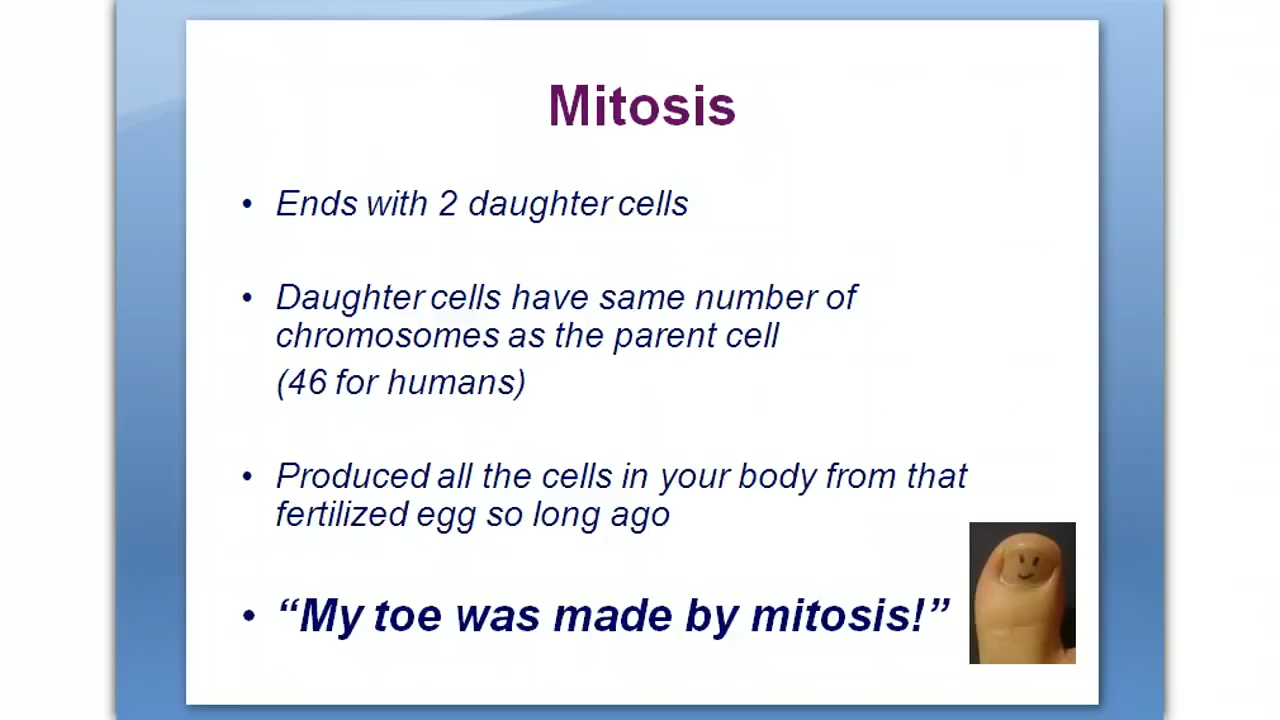 Mitosis
• Ends with 2 daughter cells
• Daughter cells have same number of
chromosomes as the parent cell
(46 for humans)
• Produced all the cells in your body from that
fertilized egg so long ago
• “My toe was made by mitosis!”